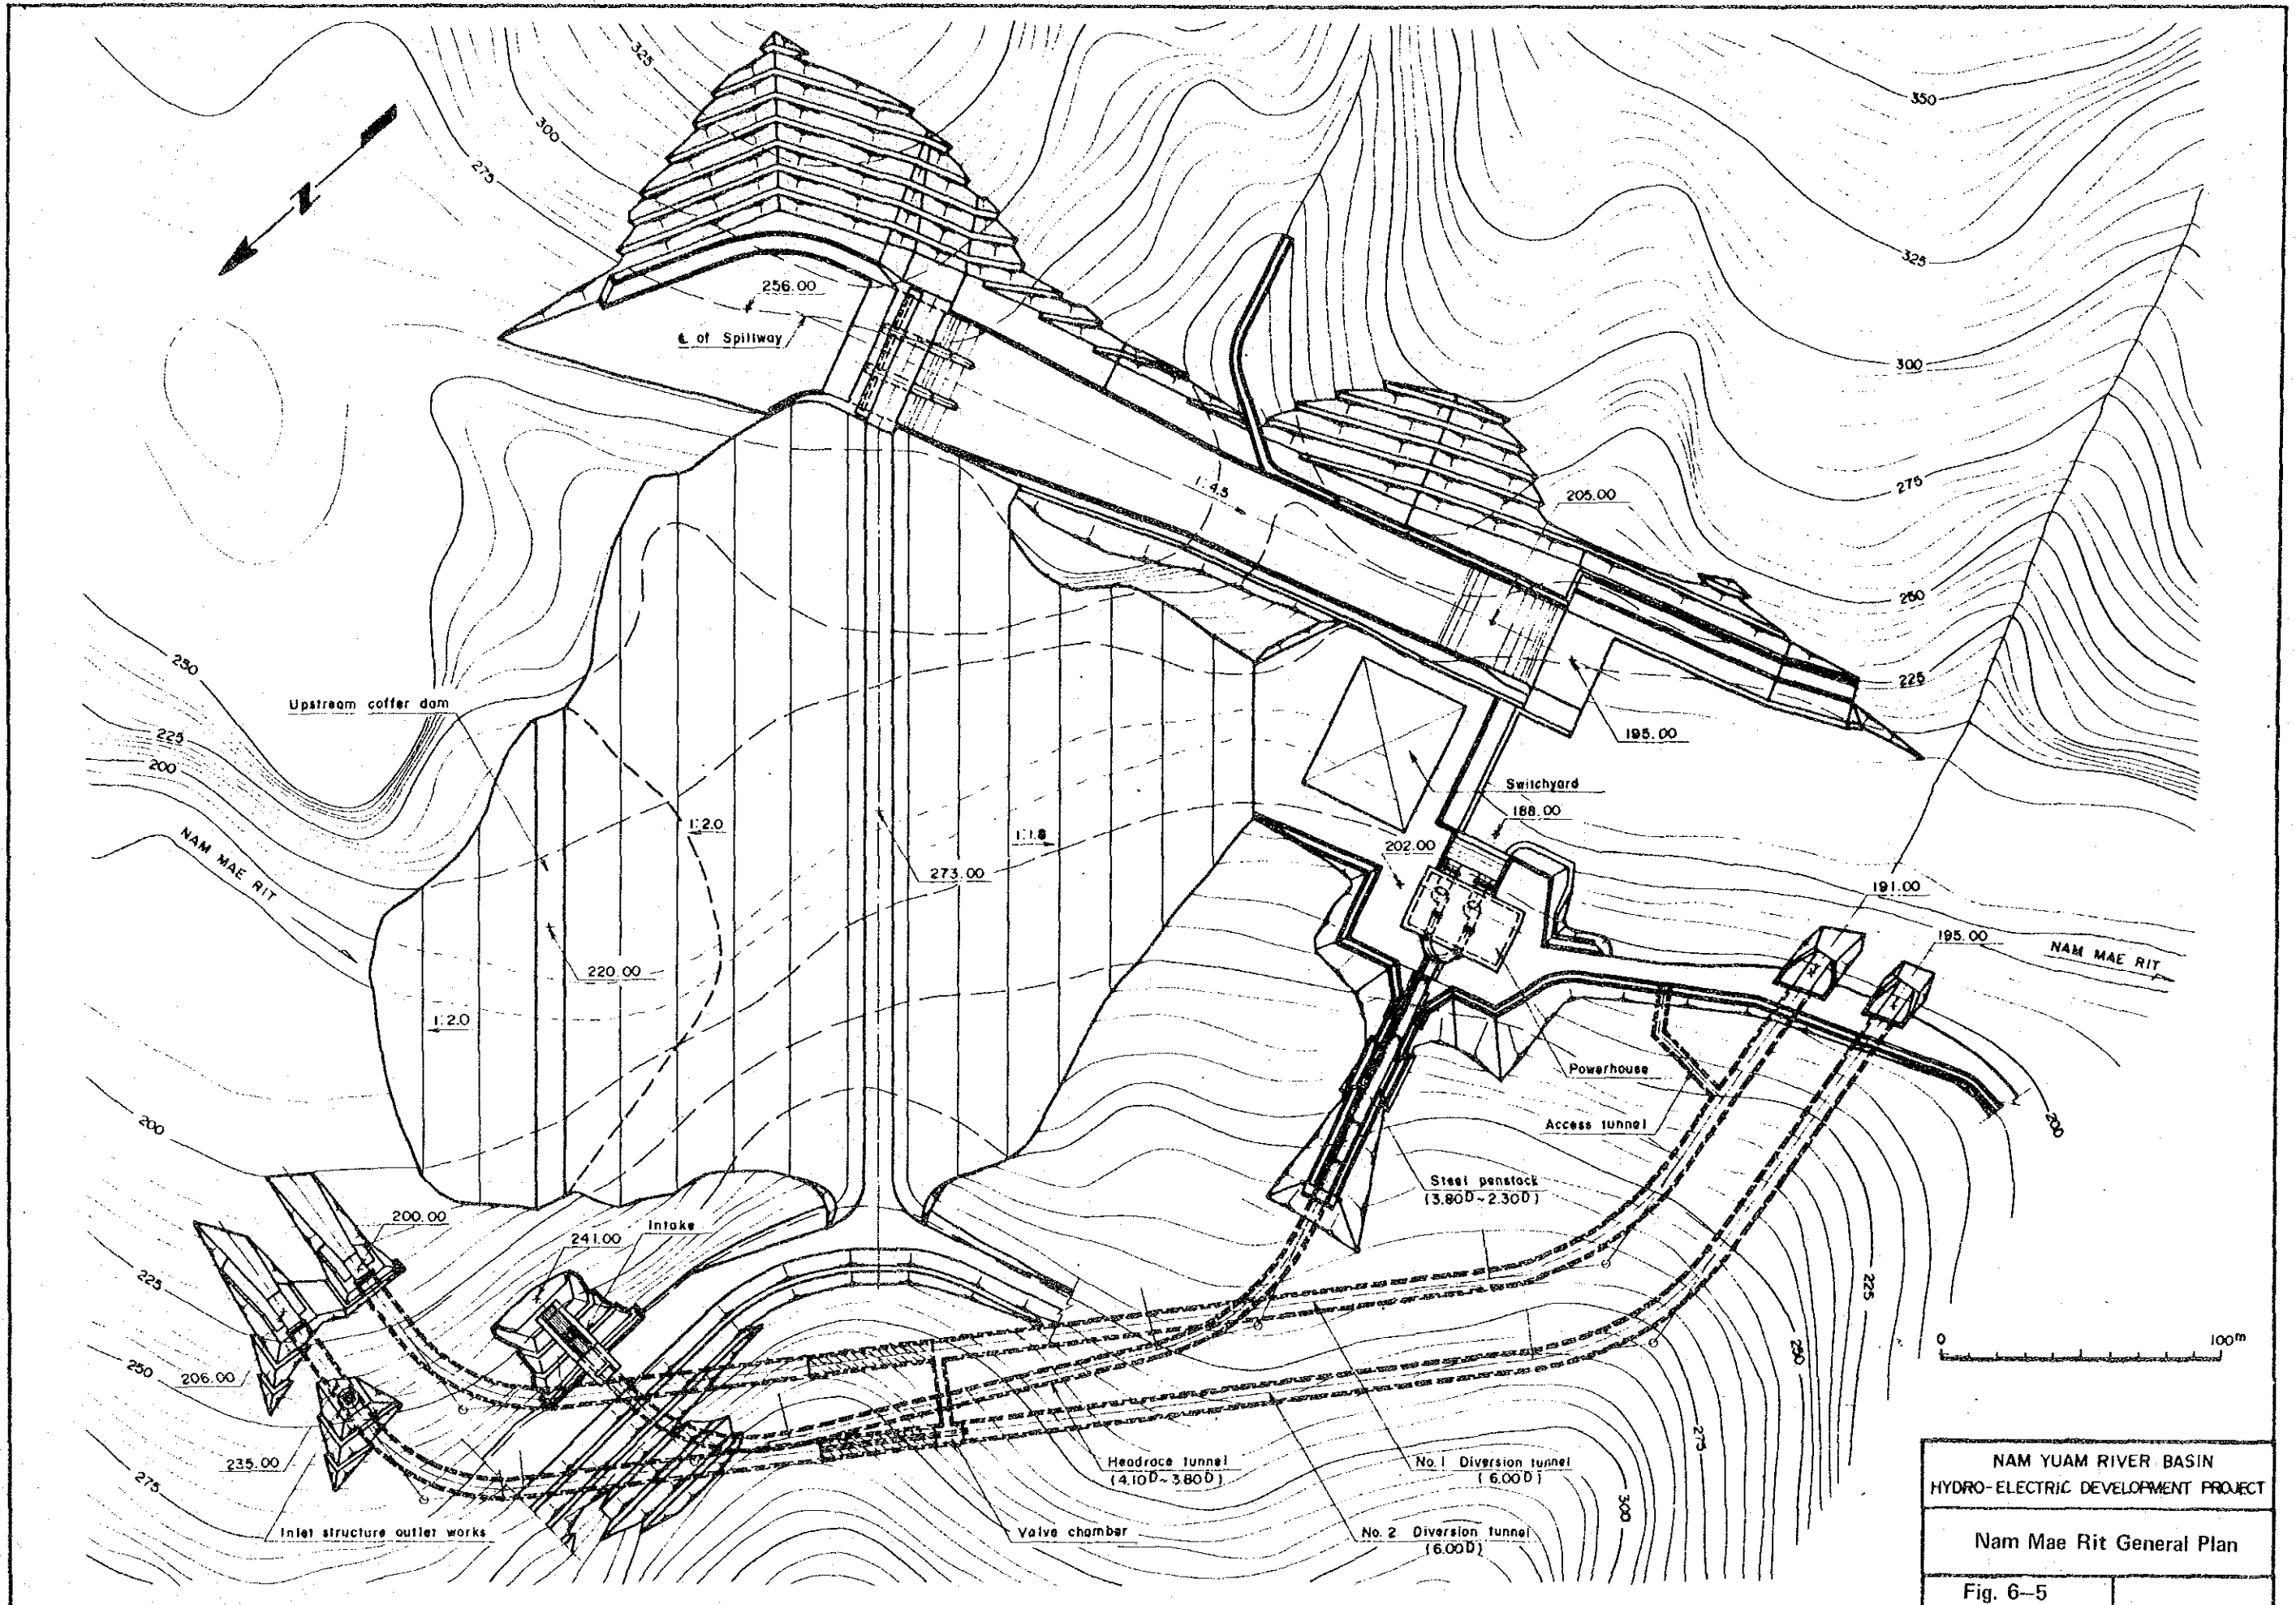 325
300
275
350
325
300
275
250
225
N
256.00
℄ of Spillway
1:4.5
205.00
195.00
250
225
200
Upstream coffer dam
NAM MAE RIT
1:2.0
1:1.8
273.00
220.00
1:2.0
Switchyard
188.00
202.00
191.00
195.00
NAM MAE RIT
Powerhouse
Access tunnel
Steel penstock
(3.80D~2.30D)
200
200
225
250
275
200.00
241.00
Intake
206.00
235.00
Inlet structure outlet works
Valve chamber
Headrace tunnel
(4.10D~3.80D)
No.1 Diversion tunnel
(6.00D)
No.2 Diversion tunnel
(6.00D)
225
250
275
300
0 100m
NAM YUAM RIVER BASIN
HYDRO-ELECTRIC DEVELOPMENT PROJECT
Nam Mae Rit General Plan
Fig. 6–5